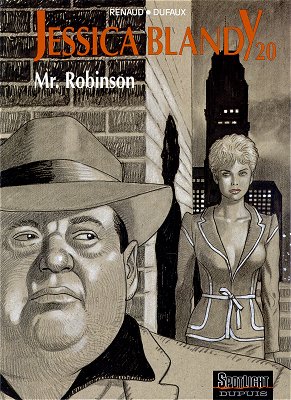 RENAUD • DUFAUX
JESSICA BLANDY 20
Mr. Robinson
SPOTLIGHT
DUPUIS